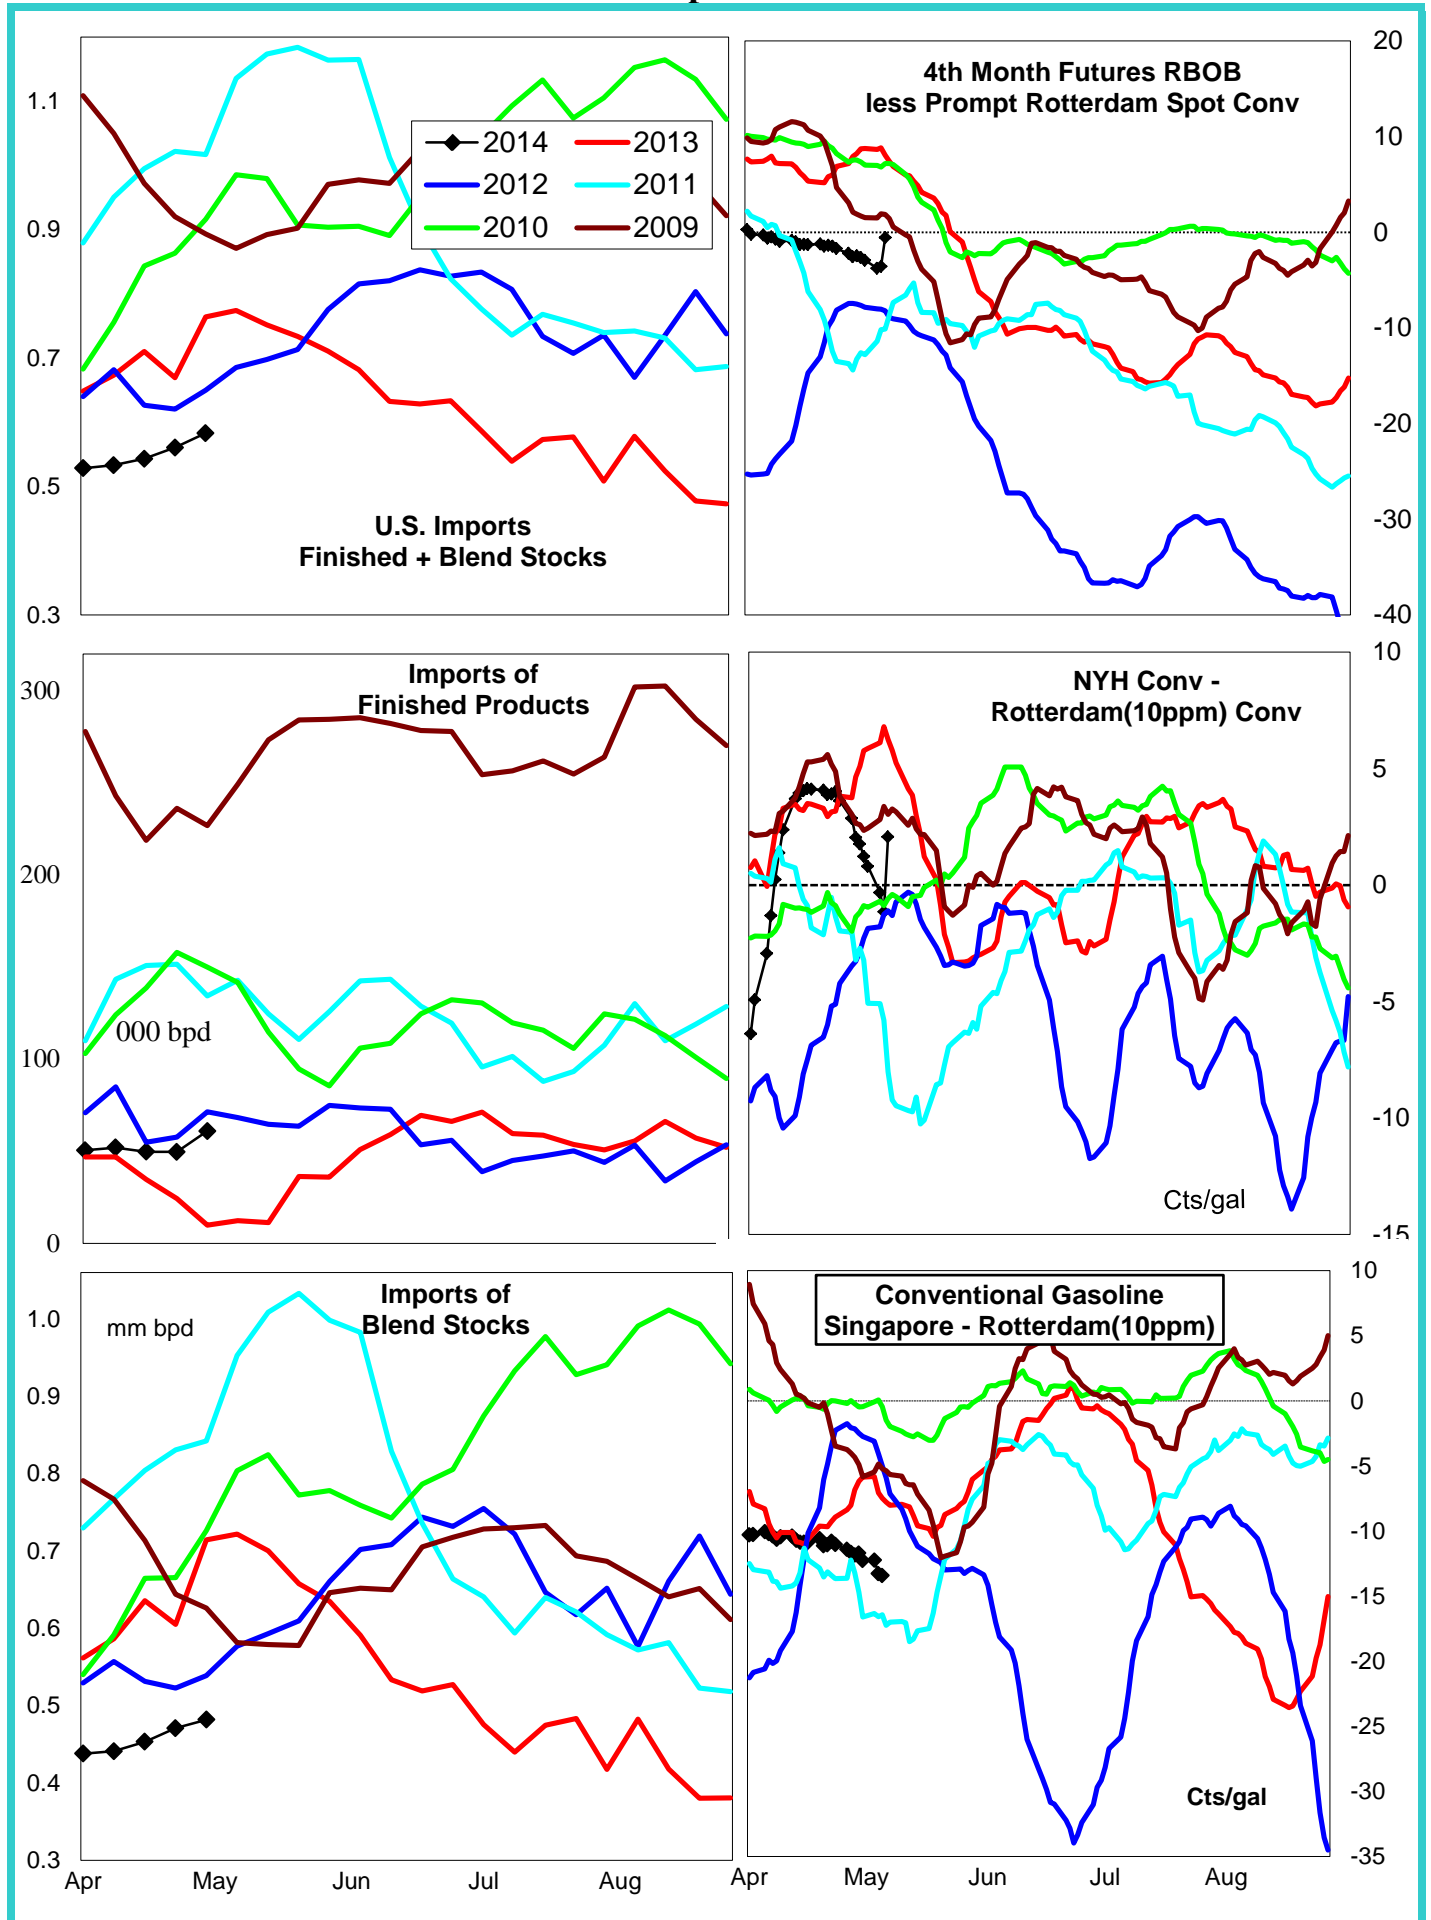 1.1
0.9
0.7
0.5
0.3
2014 2013
2012 2011
2010 2009
U.S. Imports
Finished + Blend Stocks
4th Month Futures RBOB
less Prompt Rotterdam Spot Conv
20
10
0
-10
-20
-30
-40
300
200
100
0
Imports of
Finished Products
000 bpd
NYH Conv -
Rotterdam(10ppm) Conv
Cts/gal
10
5
0
-5
-10
-15
1.0
0.9
0.8
0.7
0.6
0.5
0.4
0.3
mm bpd
Imports of
Blend Stocks
Apr May Jun Jul Aug
Conventional Gasoline
Singapore - Rotterdam(10ppm)
Cts/gal
10
5
0
-5
-10
-15
-20
-25
-30
-35
Apr May Jun Jul Aug